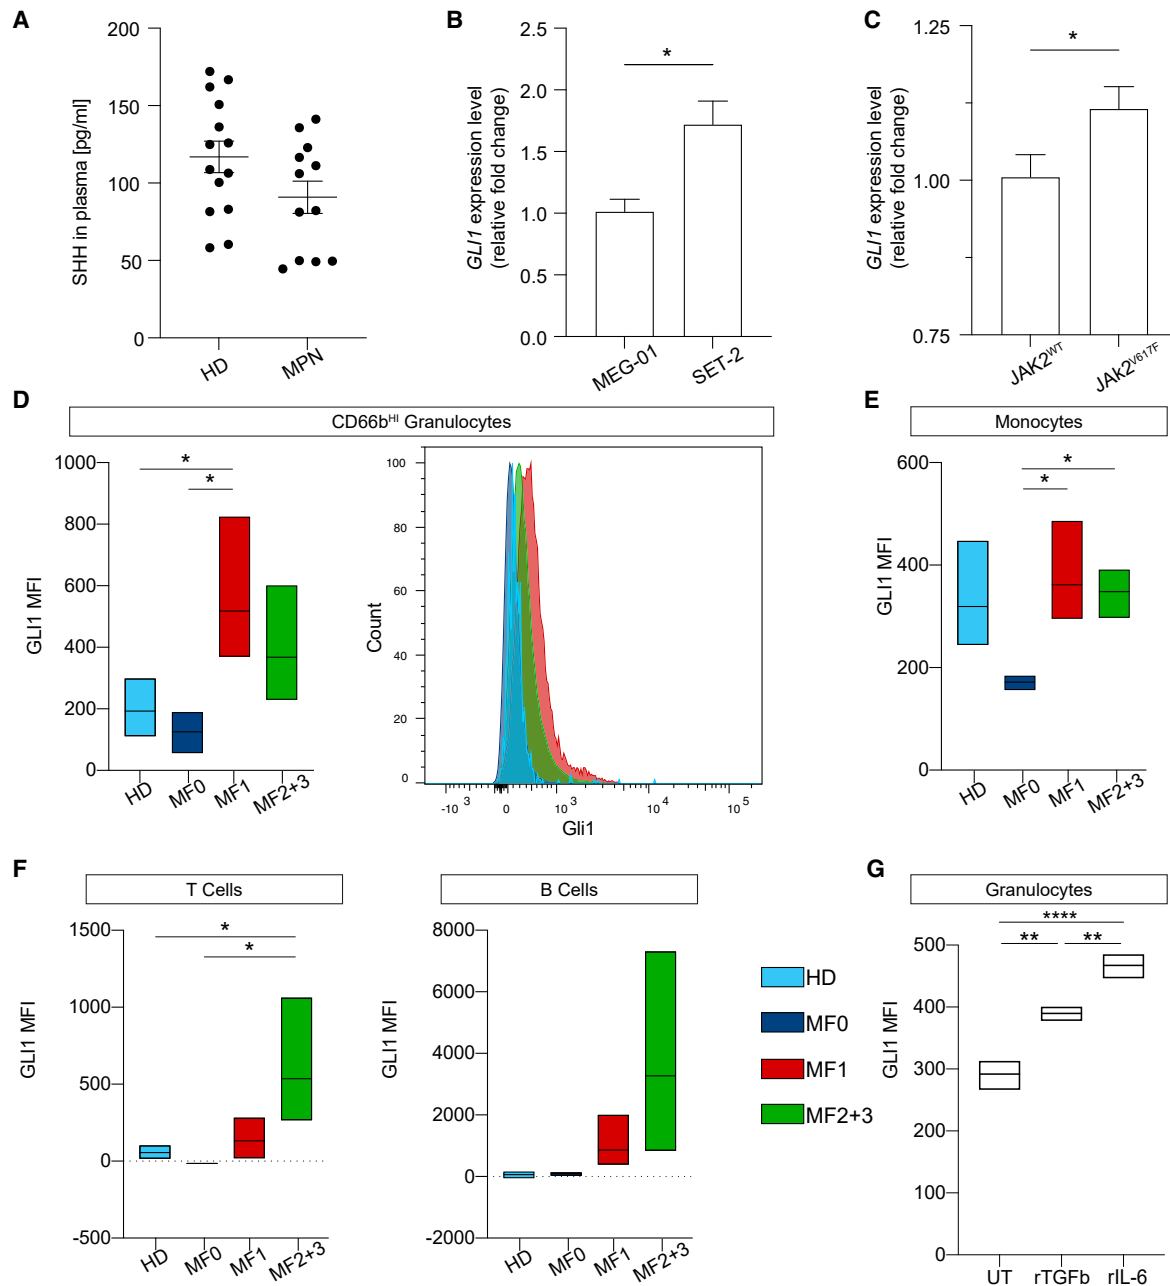 A
SHH in plasma [pg/ml]
200
150
100
50
0
HD
MPN
B
GLI1 expression level
(relative fold change)
2.5
2.0
1.5
1.0
0.5
0.0
*
MEG-01
SET-2
C
GLI1 expression level
(relative fold change)
1.25
1.00
0.75
*
JAK2WT
JAK2V617F
D
CD66bHI Granulocytes
GLI1 MFI
1000
800
600
400
200
0
*
*
HD
MF0
MF1
MF2+3
Count
100
80
60
40
20
0
-10 3
0
10 3
10 4
10 5
Gli1
E
Monocytes
GLI1 MFI
600
400
200
0
*
*
HD
MF0
MF1
MF2+3
F
T Cells
GLI1 MFI
1500
1000
500
0
-500
*
*
HD
MF0
MF1
MF2+3
B Cells
GLI1 MFI
8000
6000
4000
2000
0
-2000
HD
MF0
MF1
MF2+3
HD
MF0
MF1
MF2+3
G
Granulocytes
GLI1 MFI
500
400
300
200
100
0
****
** **
UT
rTGFb
rIL-6